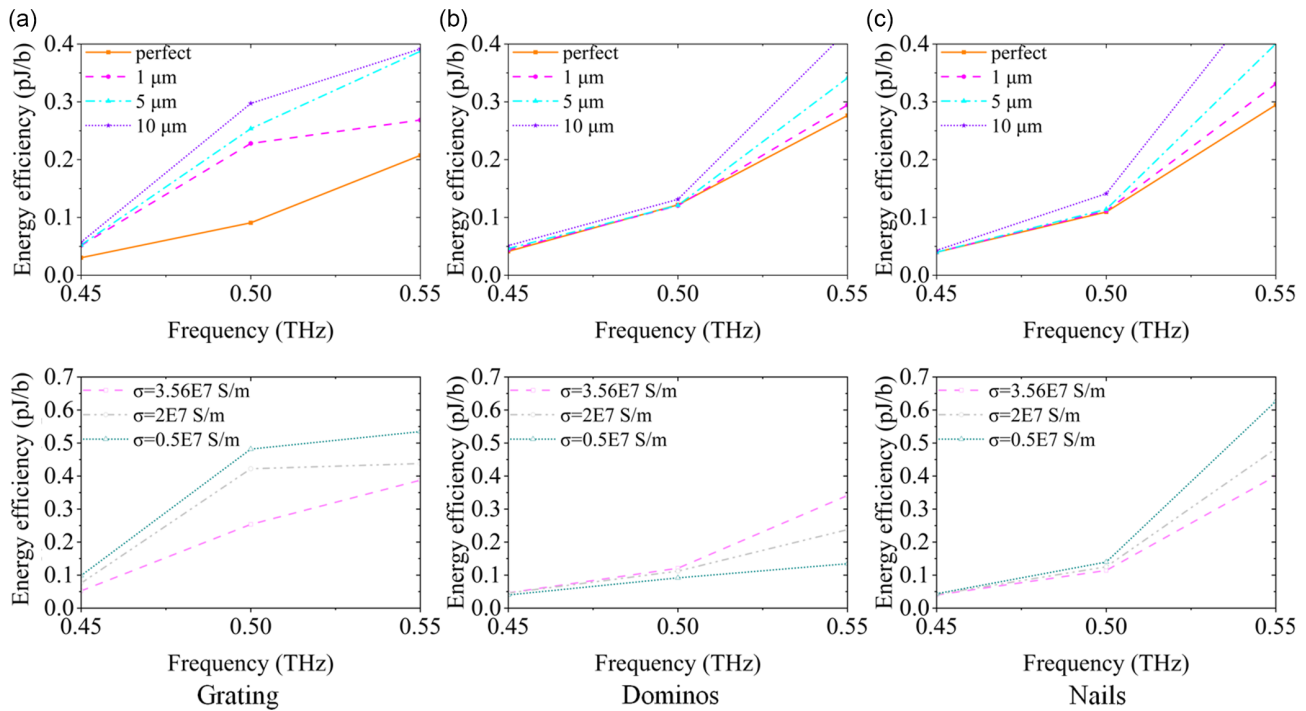 (a)
Energy efficiency (pJ/b)
0.4
0.3
0.2
0.1
0.0
perfect
1 μm
5 μm
10 μm
0.45
0.50
0.55
Frequency (THz)
(b)
Energy efficiency (pJ/b)
0.4
0.3
0.2
0.1
0.0
perfect
1 μm
5 μm
10 μm
0.45
0.50
0.55
Frequency (THz)
(c)
Energy efficiency (pJ/b)
0.4
0.3
0.2
0.1
0.0
perfect
1 μm
5 μm
10 μm
0.45
0.50
0.55
Frequency (THz)
Energy efficiency (pJ/b)
0.7
0.6
0.5
0.4
0.3
0.2
0.1
0.0
σ=3.56E7 S/m
σ=2E7 S/m
σ=0.5E7 S/m
0.45
0.50
0.55
Frequency (THz)
Grating
Energy efficiency (pJ/b)
0.7
0.6
0.5
0.4
0.3
0.2
0.1
0.0
σ=3.56E7 S/m
σ=2E7 S/m
σ=0.5E7 S/m
0.45
0.50
0.55
Frequency (THz)
Dominos
Energy efficiency (pJ/b)
0.7
0.6
0.5
0.4
0.3
0.2
0.1
0.0
σ=3.56E7 S/m
σ=2E7 S/m
σ=0.5E7 S/m
0.45
0.50
0.55
Frequency (THz)
Nails